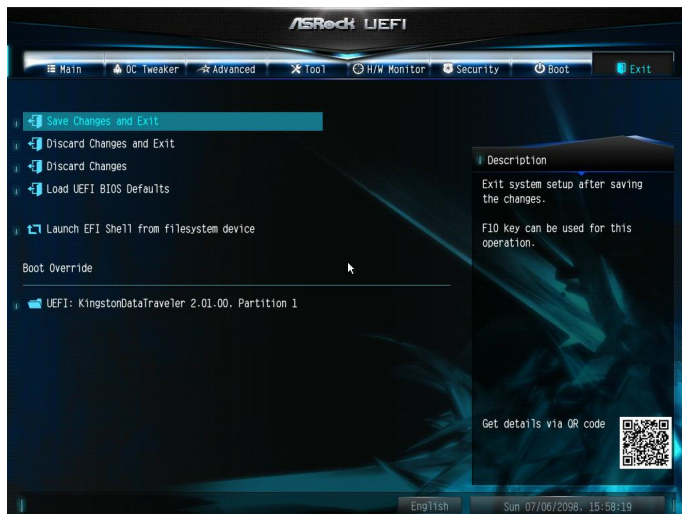 ASRock UEFI
Main OC Tweaker Advanced Tool H/W Monitor Security Boot Exit
Save Changes and Exit
Discard Changes and Exit
Discard Changes
Load UEFI BIOS Defaults
Launch EFI Shell from filesystem device
Boot Override
UEFI: KingstonDataTraveler 2.01.00. Partition 1
Description
Exit system setup after saving
the changes.
F10 key can be used for this
operation.
Get details via QR code
English
Sun 07/06/2098. 15:58:19